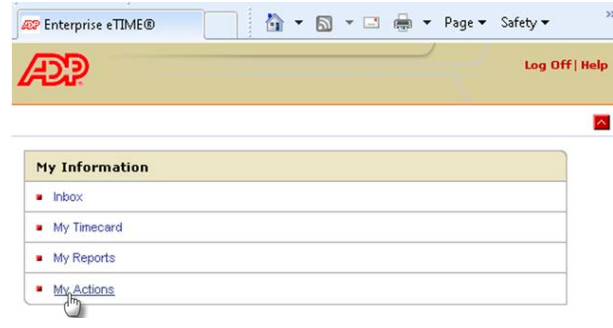 Enterprise eTIME® Page Safety
ADP
Log Off | Help
My Information
Inbox
My Timecard
My Reports
My Actions